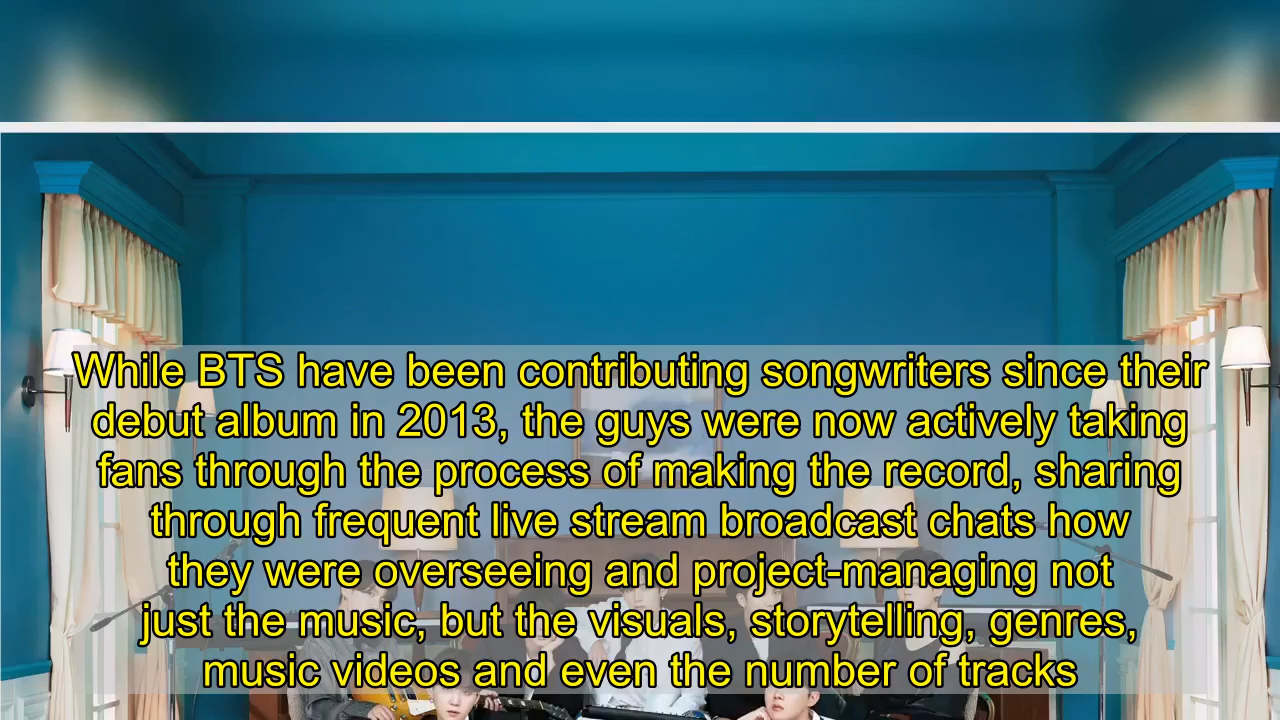 While BTS have been contributing songwriters since their
debut album in 2013, the guys were now actively taking
fans through the process of making the record, sharing
through frequent live stream broadcast chats how
they were overseeing and project-managing not
just the music, but the visuals, storytelling, genres,
music videos and even the number of tracks